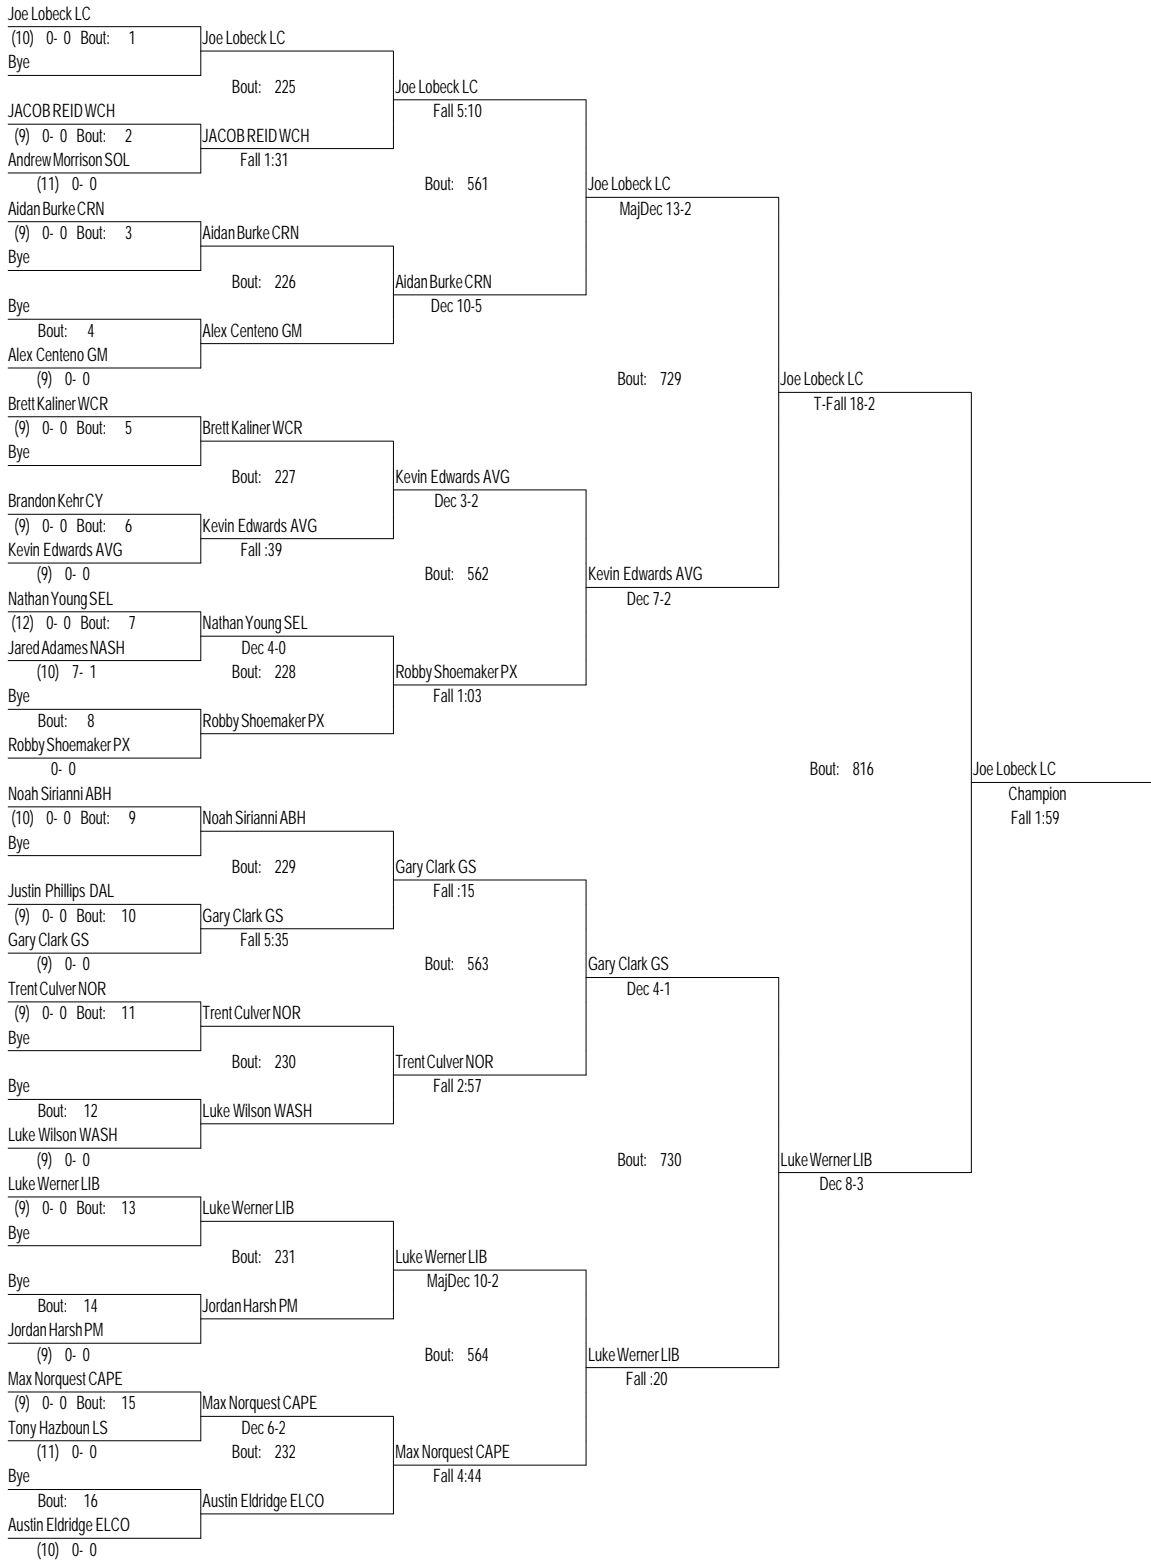 Joe Lobeck LC
(10) 0- 0 Bout: 1
Joe Lobeck LC
Bye
Bout: 225
Joe Lobeck LC
JACOB REID WCH
Fall 5:10
(9) 0- 0 Bout: 2
JACOB REID WCH
Andrew Morrison SOL
Fall 1:31
(11) 0- 0
Bout: 561
Joe Lobeck LC
Aidan Burke CRN
MajDec 13-2
(9) 0- 0 Bout: 3
Aidan Burke CRN
Bye
Bout: 226
Aidan Burke CRN
Bye
Dec 10-5
Bout: 4
Alex Centeno GM
Alex Centeno GM
(9) 0- 0
Bout: 729
Joe Lobeck LC
Brett Kaliner WCR
T-Fall 18-2
(9) 0- 0 Bout: 5
Brett Kaliner WCR
Bye
Bout: 227
Kevin Edwards AVG
Brandon Kehr CY
Dec 3-2
(9) 0- 0 Bout: 6
Kevin Edwards AVG
Kevin Edwards AVG
Fall :39
(9) 0- 0
Bout: 562
Kevin Edwards AVG
Nathan Young SEL
Dec 7-2
(12) 0- 0 Bout: 7
Nathan Young SEL
Jared Adames NASH
Dec 4-0
(10) 7- 1
Bout: 228
Robby Shoemaker PX
Bye
Fall 1:03
Bout: 8
Robby Shoemaker PX
Robby Shoemaker PX
0- 0
Bout: 816
Joe Lobeck LC
Noah Sirianni ABH
Champion
(10) 0- 0 Bout: 9
Noah Sirianni ABH
Fall 1:59
Bye
Bout: 229
Gary Clark GS
Justin Phillips DAL
Fall :15
(9) 0- 0 Bout: 10
Gary Clark GS
Gary Clark GS
Fall 5:35
(9) 0- 0
Bout: 563
Gary Clark GS
Trent Culver NOR
Dec 4-1
(9) 0- 0 Bout: 11
Trent Culver NOR
Bye
Bout: 230
Trent Culver NOR
Bye
Fall 2:57
Bout: 12
Luke Wilson WASH
Luke Wilson WASH
(9) 0- 0
Bout: 730
Luke Werner LIB
Luke Werner LIB
Dec 8-3
(9) 0- 0 Bout: 13
Luke Werner LIB
Bye
Bout: 231
Luke Werner LIB
Bye
MajDec 10-2
Bout: 14
Jordan Harsh PM
Jordan Harsh PM
(9) 0- 0
Bout: 564
Luke Werner LIB
Max Norquest CAPE
Fall :20
(9) 0- 0 Bout: 15
Max Norquest CAPE
Tony Hazboun LS
Dec 6-2
(11) 0- 0
Bout: 232
Max Norquest CAPE
Bye
Fall 4:44
Bout: 16
Austin Eldridge ELCO
Austin Eldridge ELCO
(10) 0- 0